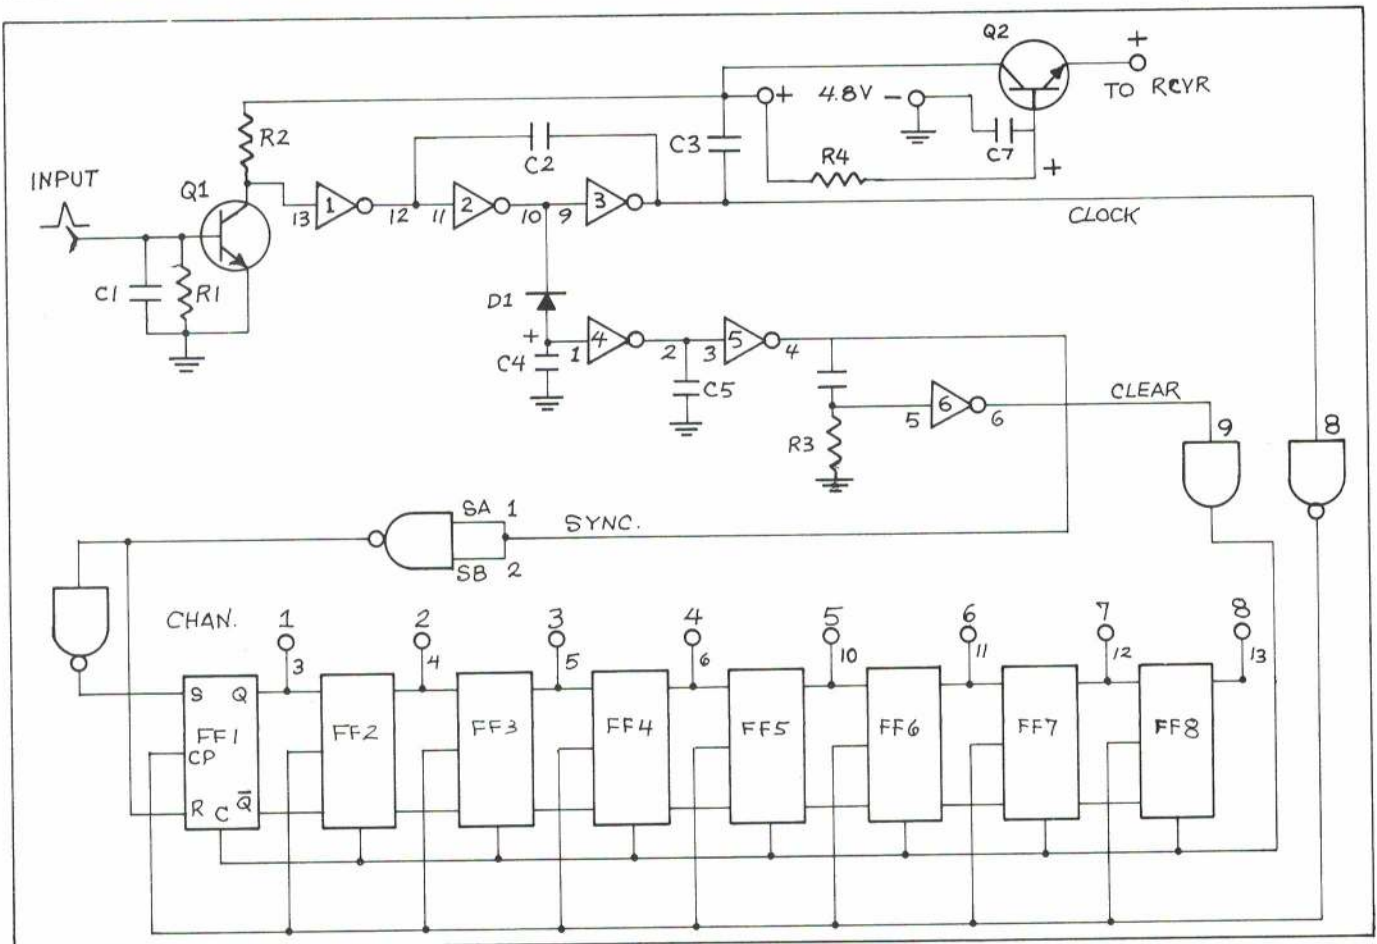 Q2
+
TO RCVR
+ 4.8V -
R2
C2
C3
R4
C7
+
INPUT
Q1
13 1 12 11 2 10 9 3
CLOCK
C1 R1
D1
+
C4
1 4 2 3 5 4
C5
CLEAR
5 6 6
R3
9
8
SA 1
SYNC.
SB 2
CHAN. 1 2 3 4 5 6 7 8
3 4 5 6 10 11 12 13
S Q
FF1 FF2 FF3 FF4 FF5 FF6 FF7 FF8
CP
R C Q̅